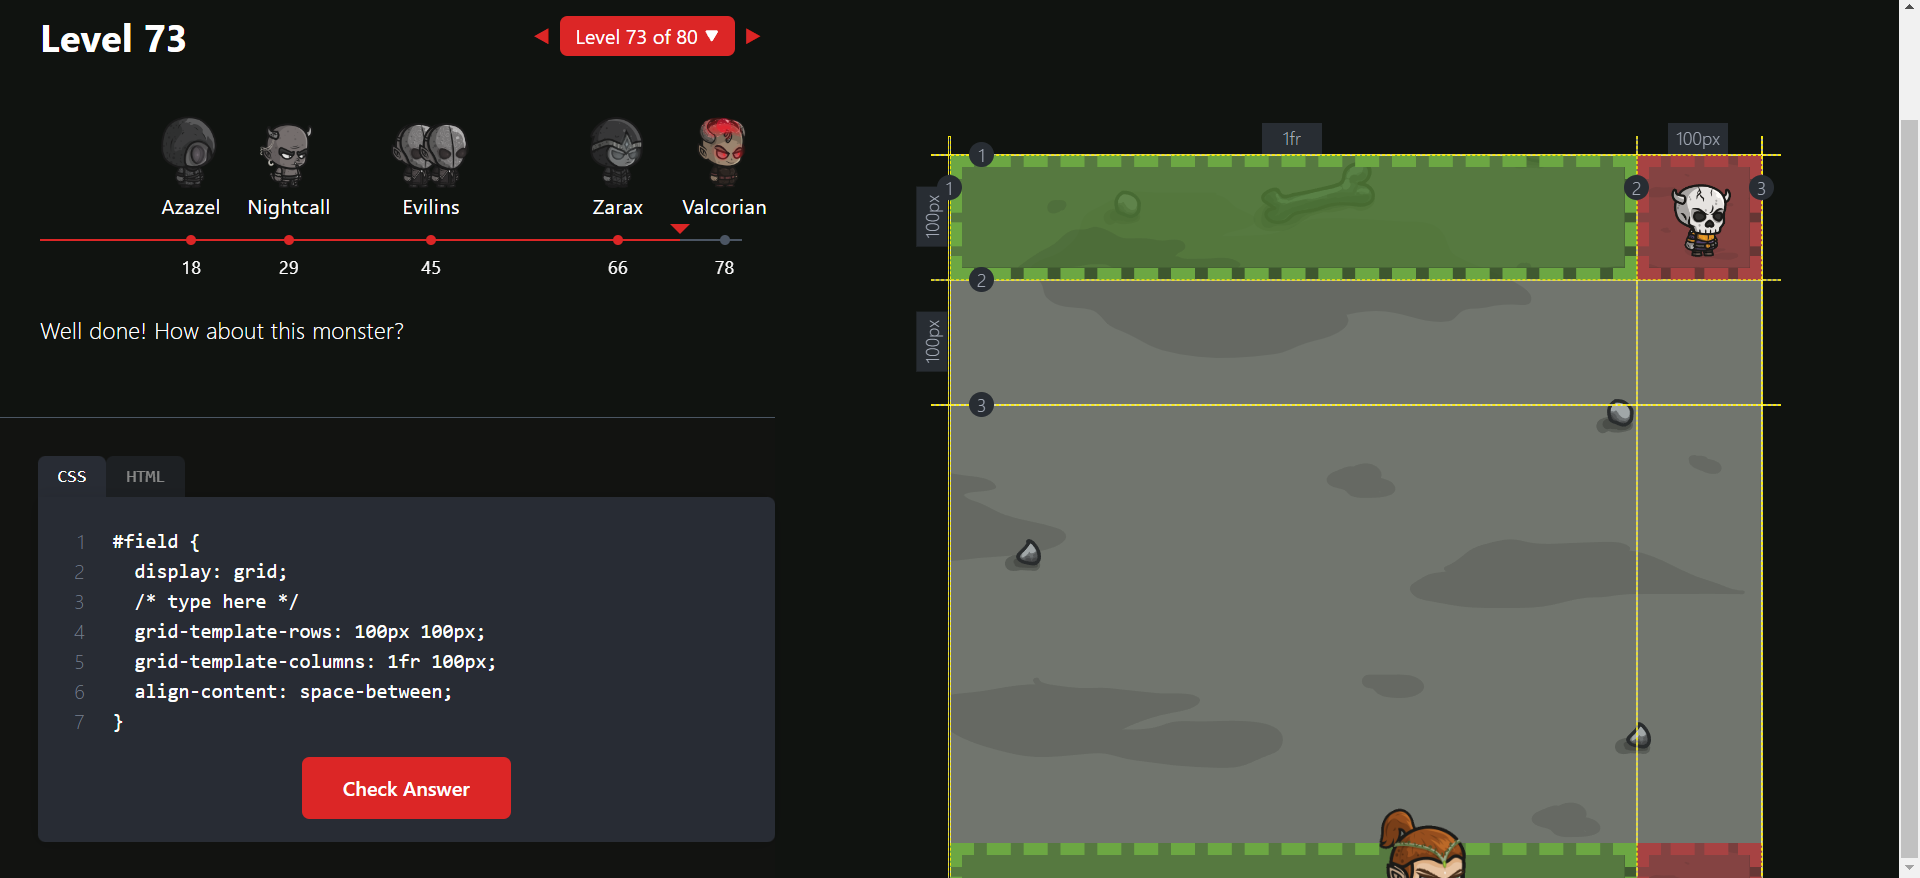 Level 73
Level 73 of 80 ▼
Azazel Nightcall Evilins Zarax Valcorian
18 29 45 66 78
Well done! How about this monster?
CSS HTML
1 #field {
2 display: grid;
3 /* type here */
4 grid-template-rows: 100px 100px;
5 grid-template-columns: 1fr 100px;
6 align-content: space-between;
7 }
Check Answer
1fr 100px
1
1 2 3
100px
2
100px
3